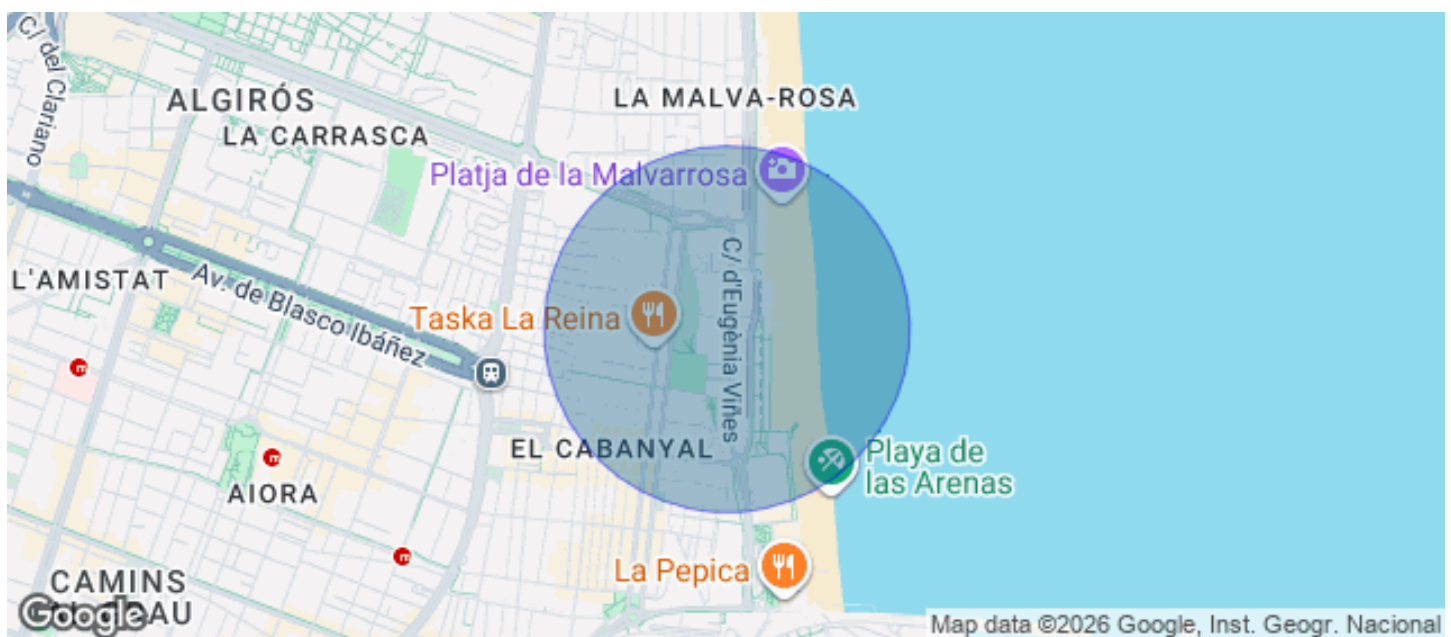 C/ del Clariano
ALGIRÓS
LA CARRASCA
LA MALVA-ROSA
Platja de la Malvarrosa
L'AMISTAT
Av. de Blasco Ibáñez
Taska La Reina
C/ d'Eugènia Viñes
EL CABANYAL
Playa de
las Arenas
AIORA
La Pepica
CAMINS
GRAU
Google
Map data ©2026 Google, Inst. Geogr. Nacional